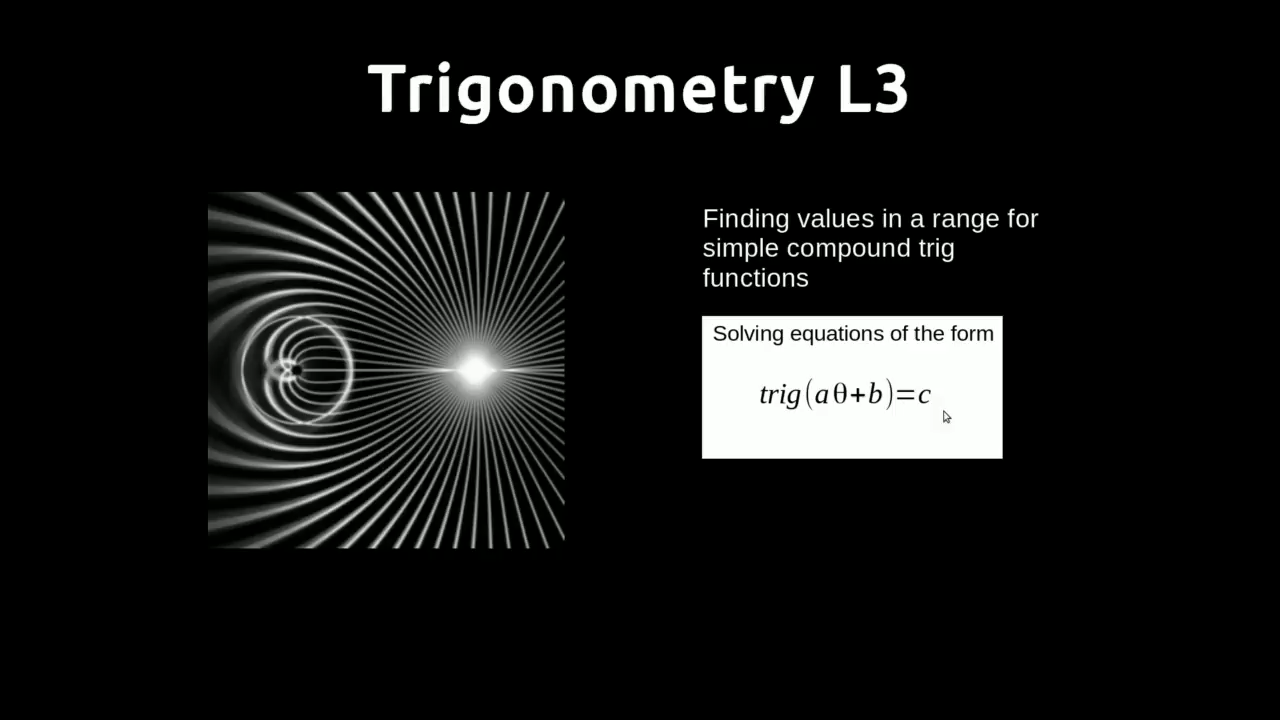 Trigonometry L3
Finding values in a range for
simple compound trig
functions
Solving equations of the form
trig(aθ+b)=c